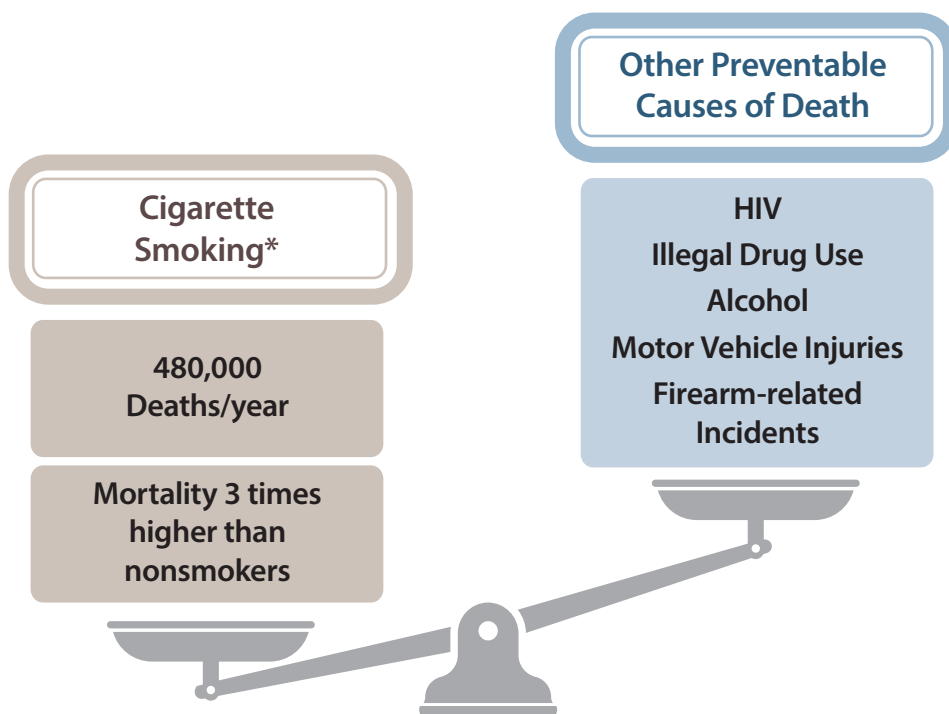 Cigarette
Smoking*
480,000
Deaths/year
Mortality 3 times
higher than
nonsmokers
Other Preventable
Causes of Death
HIV
Illegal Drug Use
Alcohol
Motor Vehicle Injuries
Firearm-related
Incidents